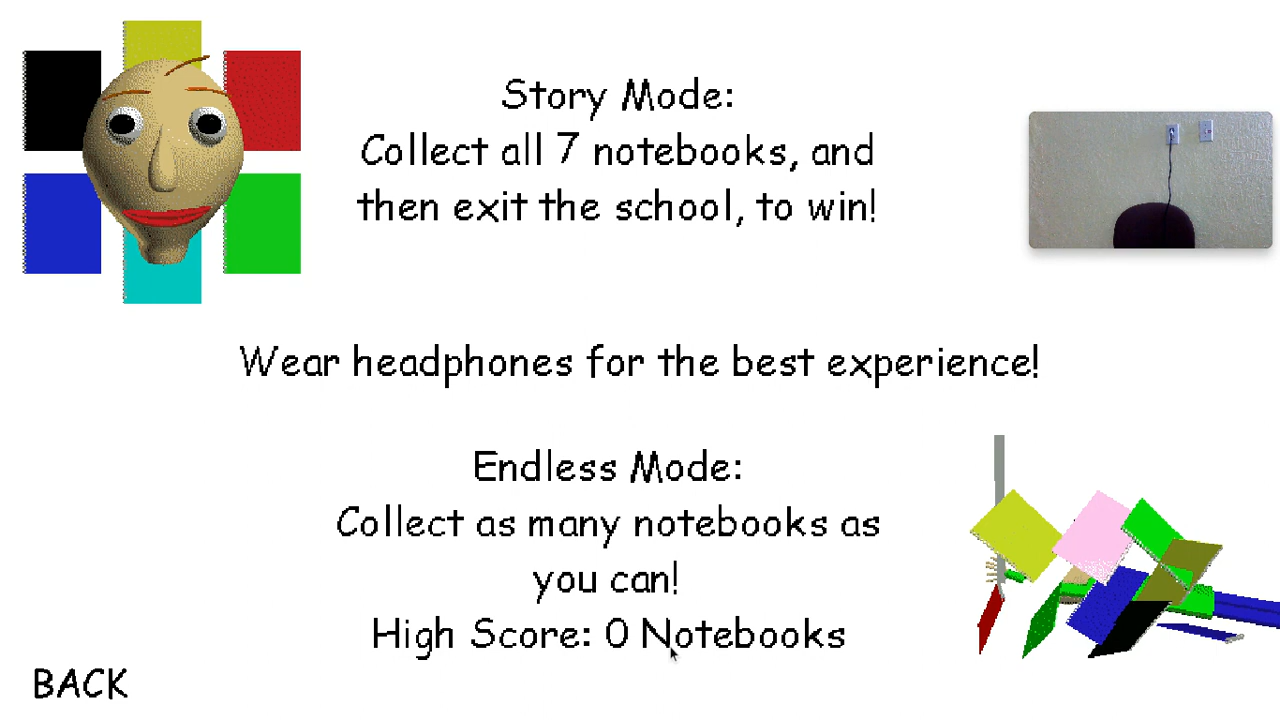 Story Mode:
Collect all 7 notebooks, and
then exit the school, to win!
Wear headphones for the best experience!
Endless Mode:
Collect as many notebooks as
you can!
High Score: 0 Notebooks
BACK